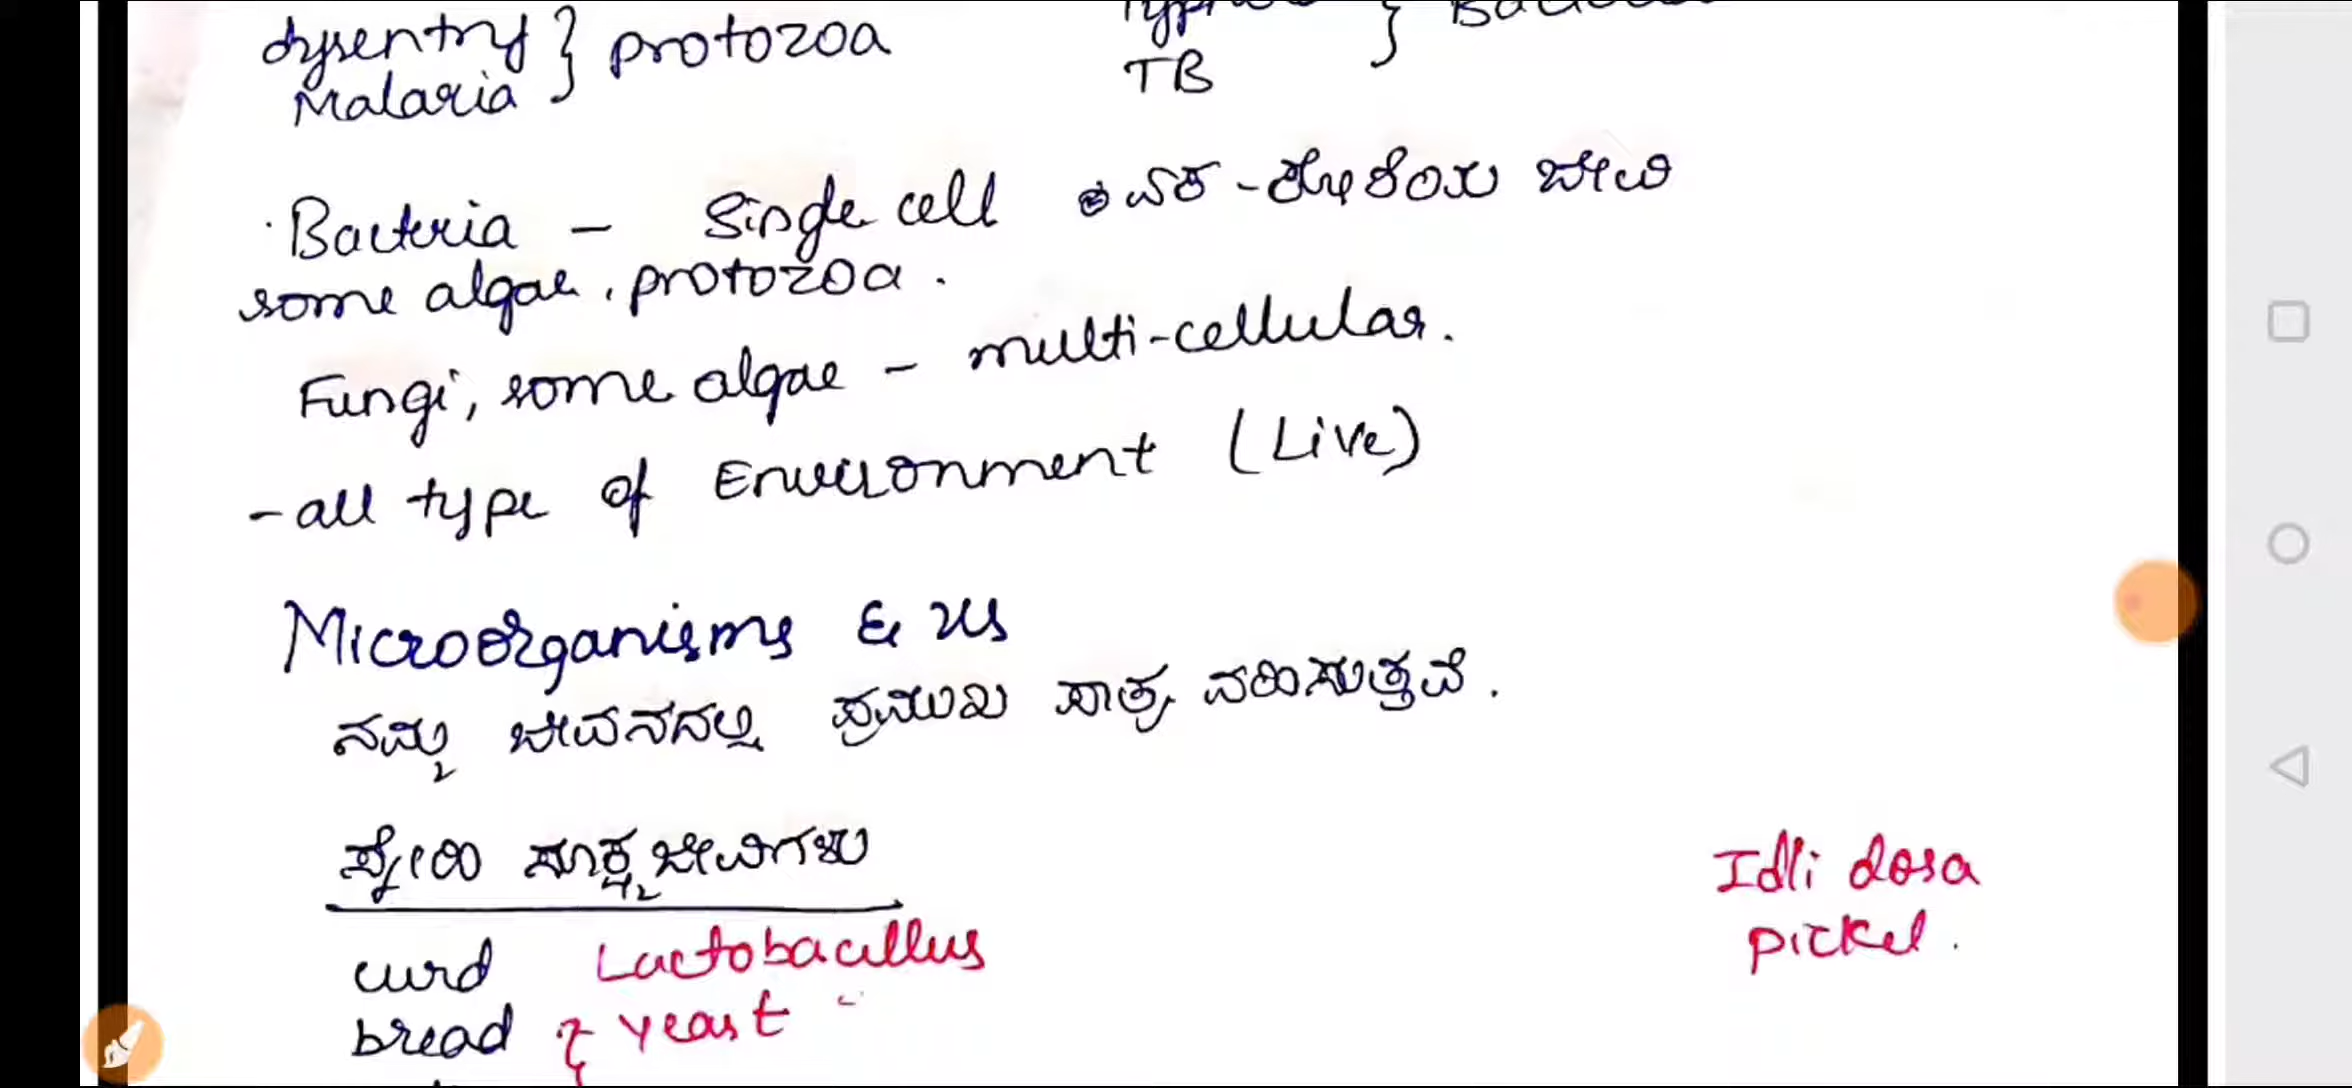 dysentry } protozoa
Malaria
TB
. Bacteria - Single cell ಏಕ-ಕೋಶೀಯ ಜೀವಿ
some algae, protozoa.
Fungi, some algae - multi-cellular.
- all type of Environment (Live)
Microorganisms & us
ನಮ್ಮ ಜೀವನದಲ್ಲಿ ಪ್ರಮುಖ ಪಾತ್ರ ವಹಿಸುತ್ತವೆ.
ಸ್ನೇಹಿ ಸೂಕ್ಷ್ಮಜೀವಿಗಳು
Idli dosa
pickel.
curd Lactobacillus
bread } yeast